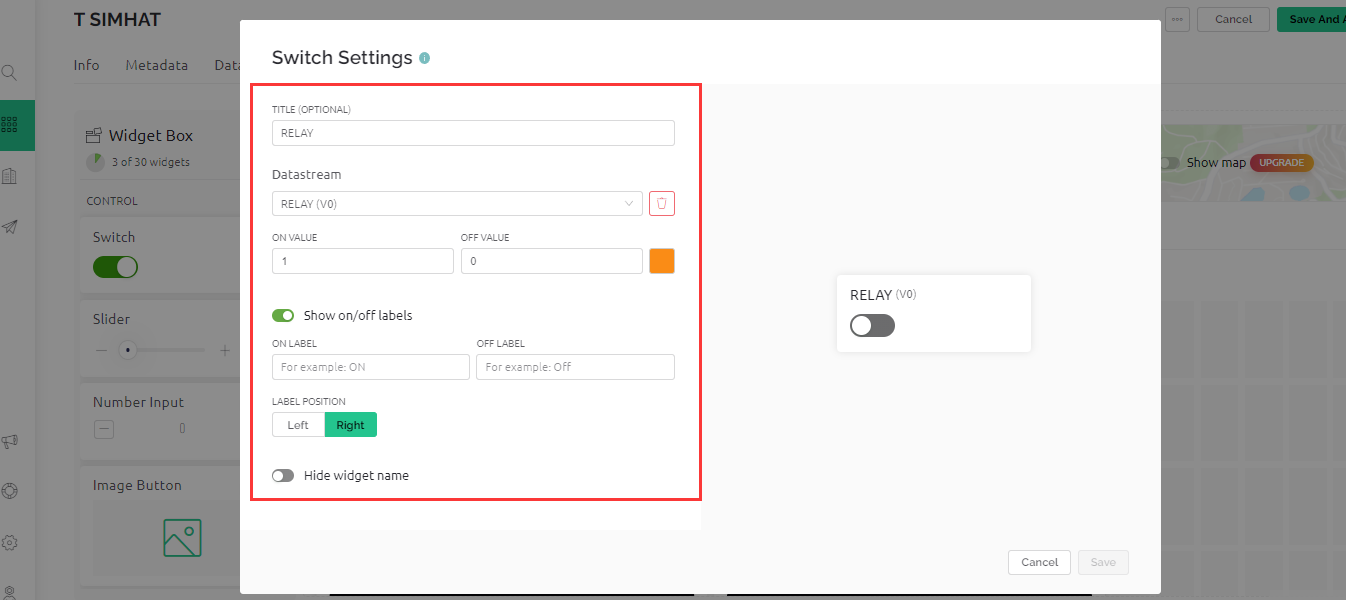 T SIMHAT
Cancel
Save And A
Info
Metadata
Data
Widget Box
3 of 30 widgets
CONTROL
Switch
Slider
Number Input
0
Image Button
Switch Settings
TITLE (OPTIONAL)
RELAY
Datastream
RELAY (V0)
ON VALUE
OFF VALUE
1
0
Show on/off labels
ON LABEL
OFF LABEL
For example: ON
For example: Off
LABEL POSITION
Left
Right
Hide widget name
RELAY (V0)
Cancel
Save
Show map
UPGRADE